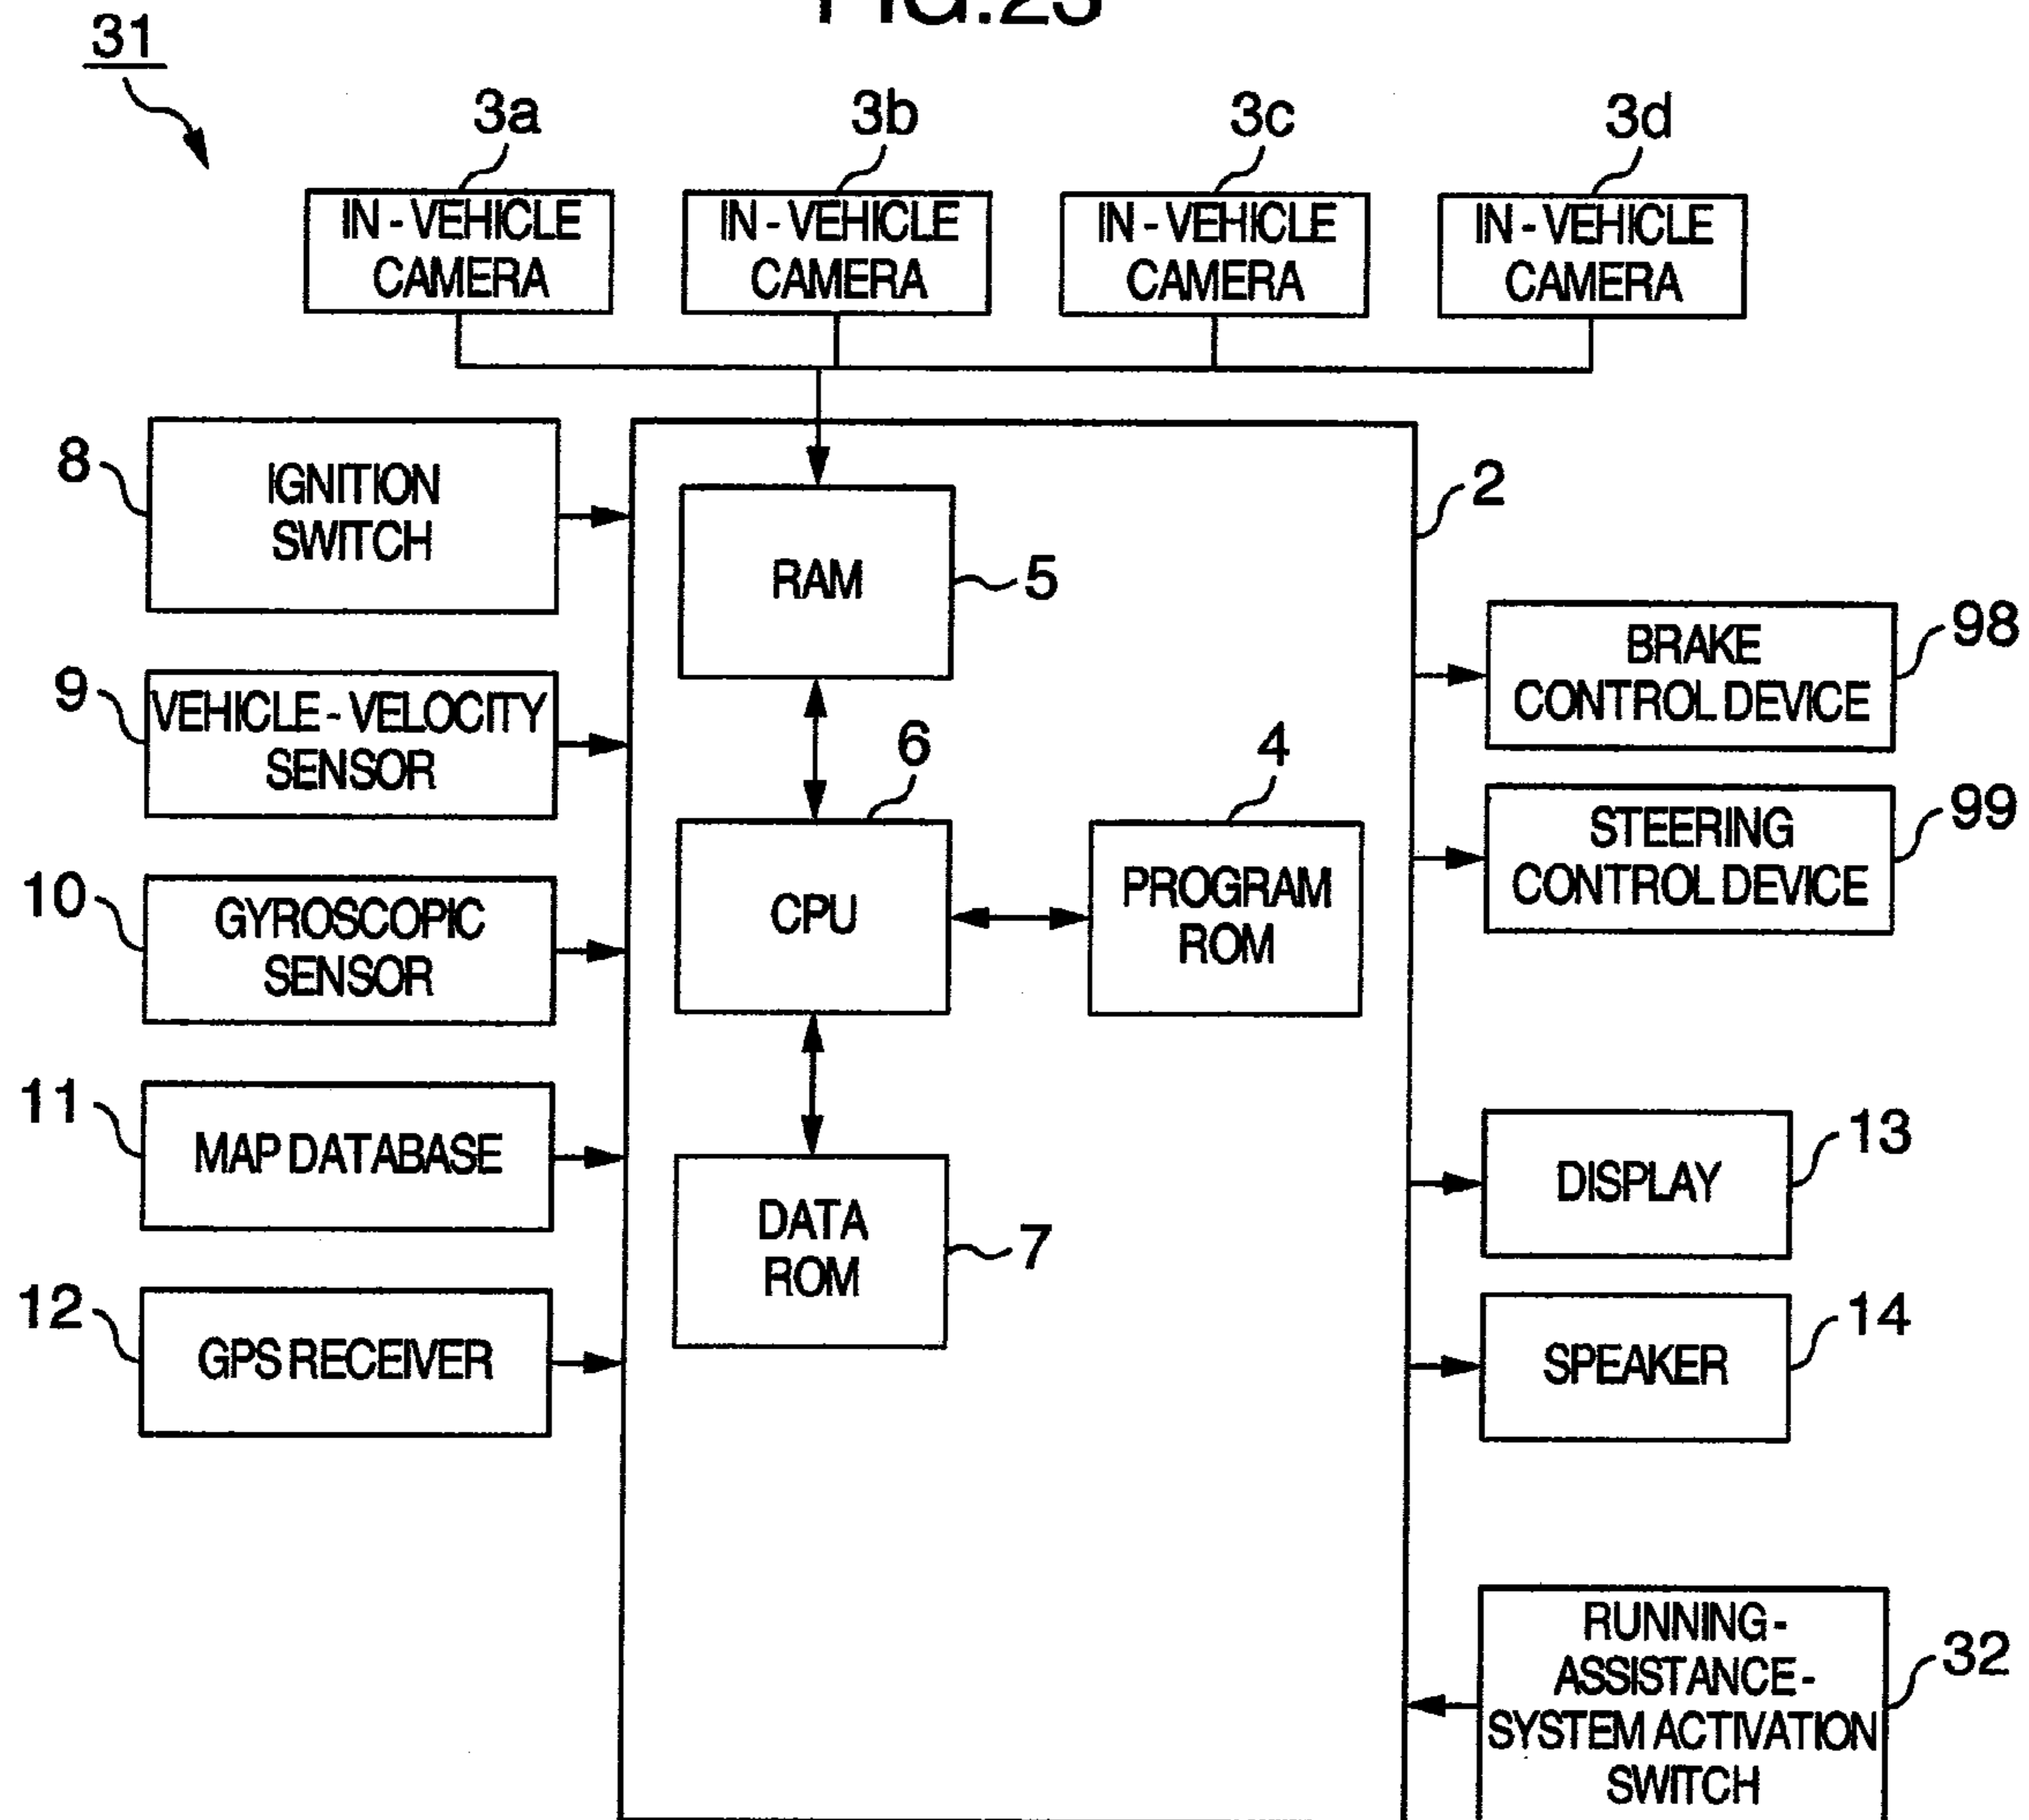 FIG.23
31
3a
3b
3c
3d
IN - VEHICLE
CAMERA
IN - VEHICLE
CAMERA
IN - VEHICLE
CAMERA
IN - VEHICLE
CAMERA
8
IGNITION
SWITCH
2
RAM
5
98
BRAKE
CONTROL DEVICE
9
VEHICLE - VELOCITY
SENSOR
6
4
99
STEERING
CONTROL DEVICE
CPU
PROGRAM
ROM
10
GYROSCOPIC
SENSOR
11
MAP DATABASE
13
DISPLAY
DATA
ROM
7
12
GPS RECEIVER
14
SPEAKER
32
RUNNING -
ASSISTANCE -
SYSTEM ACTIVATION
SWITCH